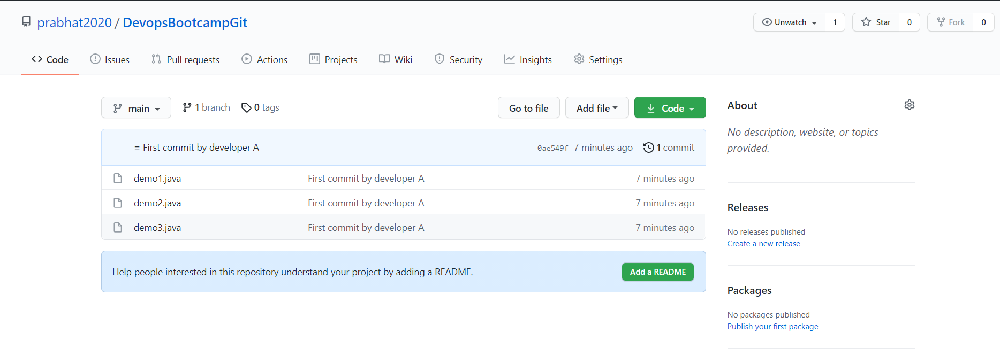 prabhat2020 / DevopsBootcampGit
Unwatch 1 Star 0 Fork 0
Code Issues Pull requests Actions Projects Wiki Security Insights Settings
main 1 branch 0 tags Go to file Add file Code
= First commit by developer A 0ae549f 7 minutes ago 1 commit
demo1.java First commit by developer A 7 minutes ago
demo2.java First commit by developer A 7 minutes ago
demo3.java First commit by developer A 7 minutes ago
Help people interested in this repository understand your project by adding a README. Add a README
About
No description, website, or topics
provided.
Releases
No releases published
Create a new release
Packages
No packages published
Publish your first package